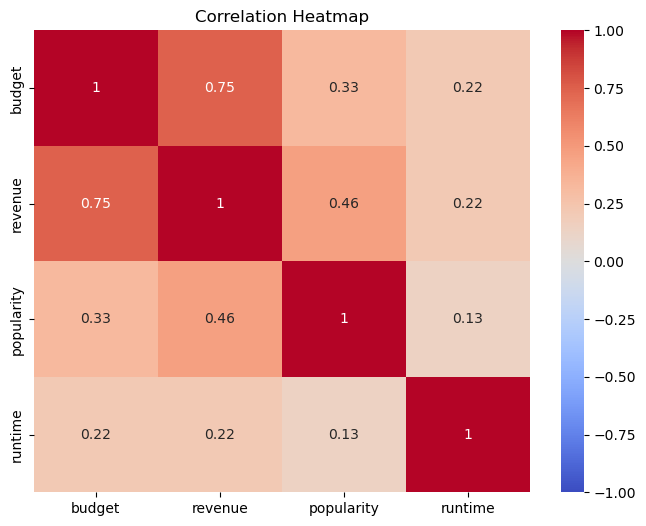 Correlation Heatmap
budget
1
0.75
0.33
0.22
revenue
0.75
1
0.46
0.22
popularity
0.33
0.46
1
0.13
runtime
0.22
0.22
0.13
1
budget
revenue
popularity
runtime
1.00
0.75
0.50
0.25
0.00
−0.25
−0.50
−0.75
−1.00